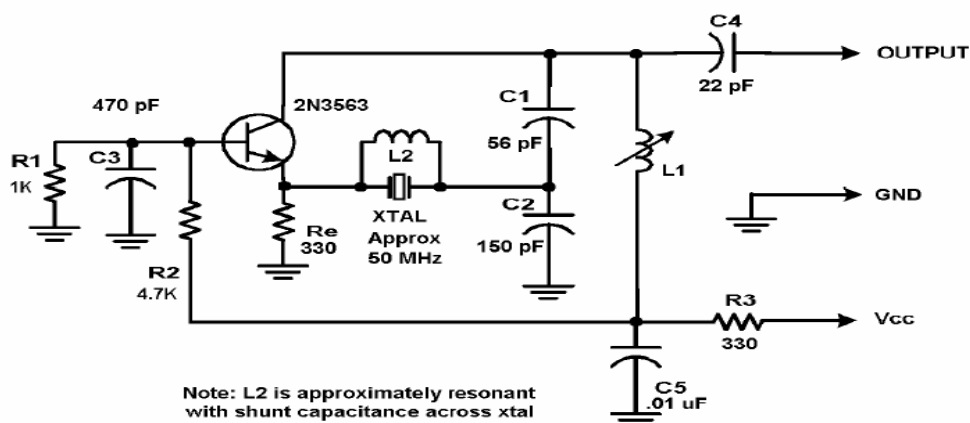 C4
OUTPUT
22 pF
470 pF
2N3563
C1
56 pF
R1
1K
C3
L2
L1
XTAL
Approx
50 MHz
C2
150 pF
GND
Re
330
R2
4.7K
R3
330
Vcc
C5
.01 uF
Note: L2 is approximately resonant
with shunt capacitance across xtal